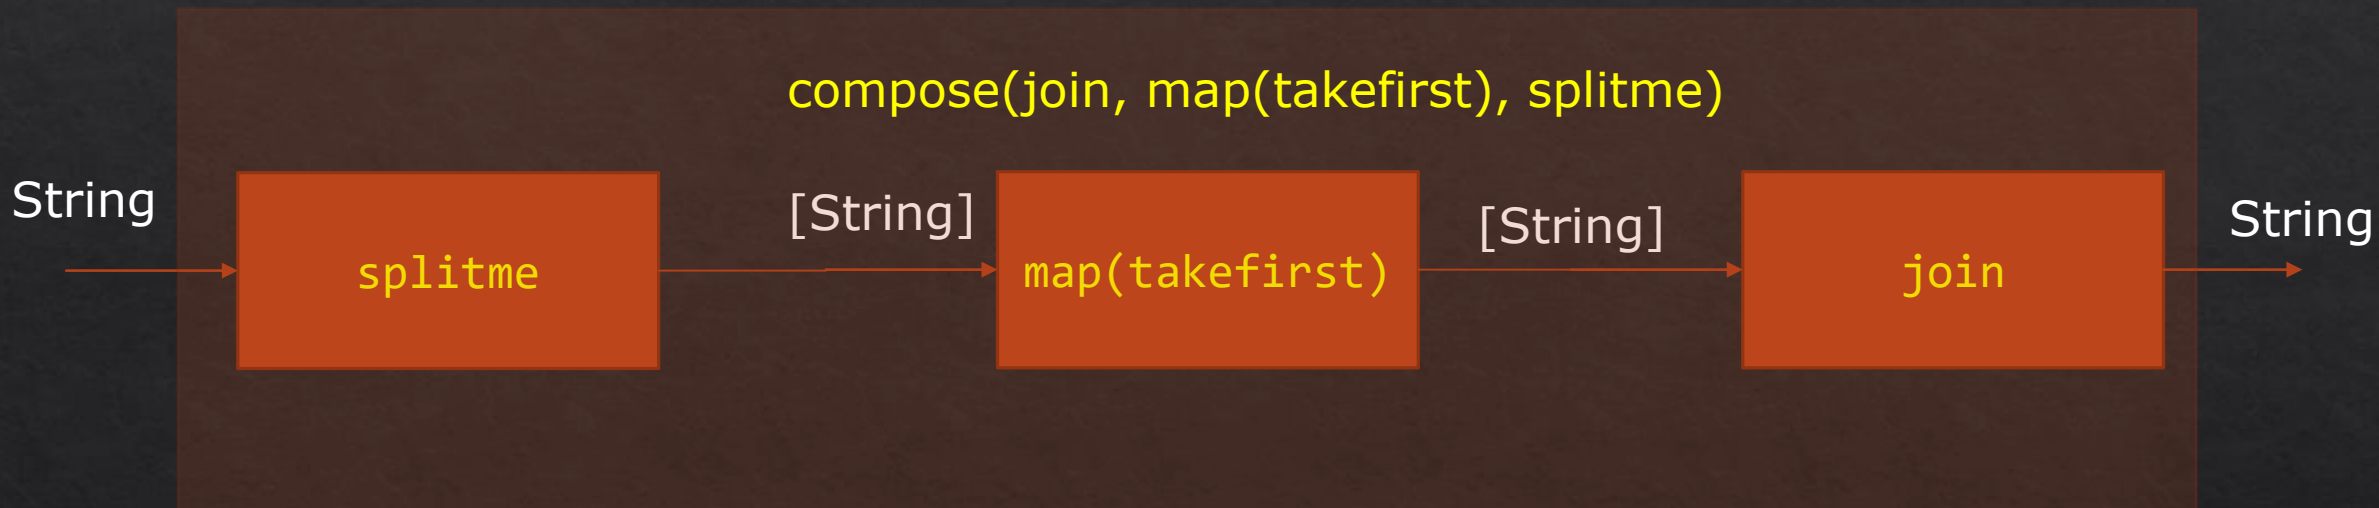 compose(join, map(takefirst), splitme)
String
splitme
[String]
map(takefirst)
[String]
join
String